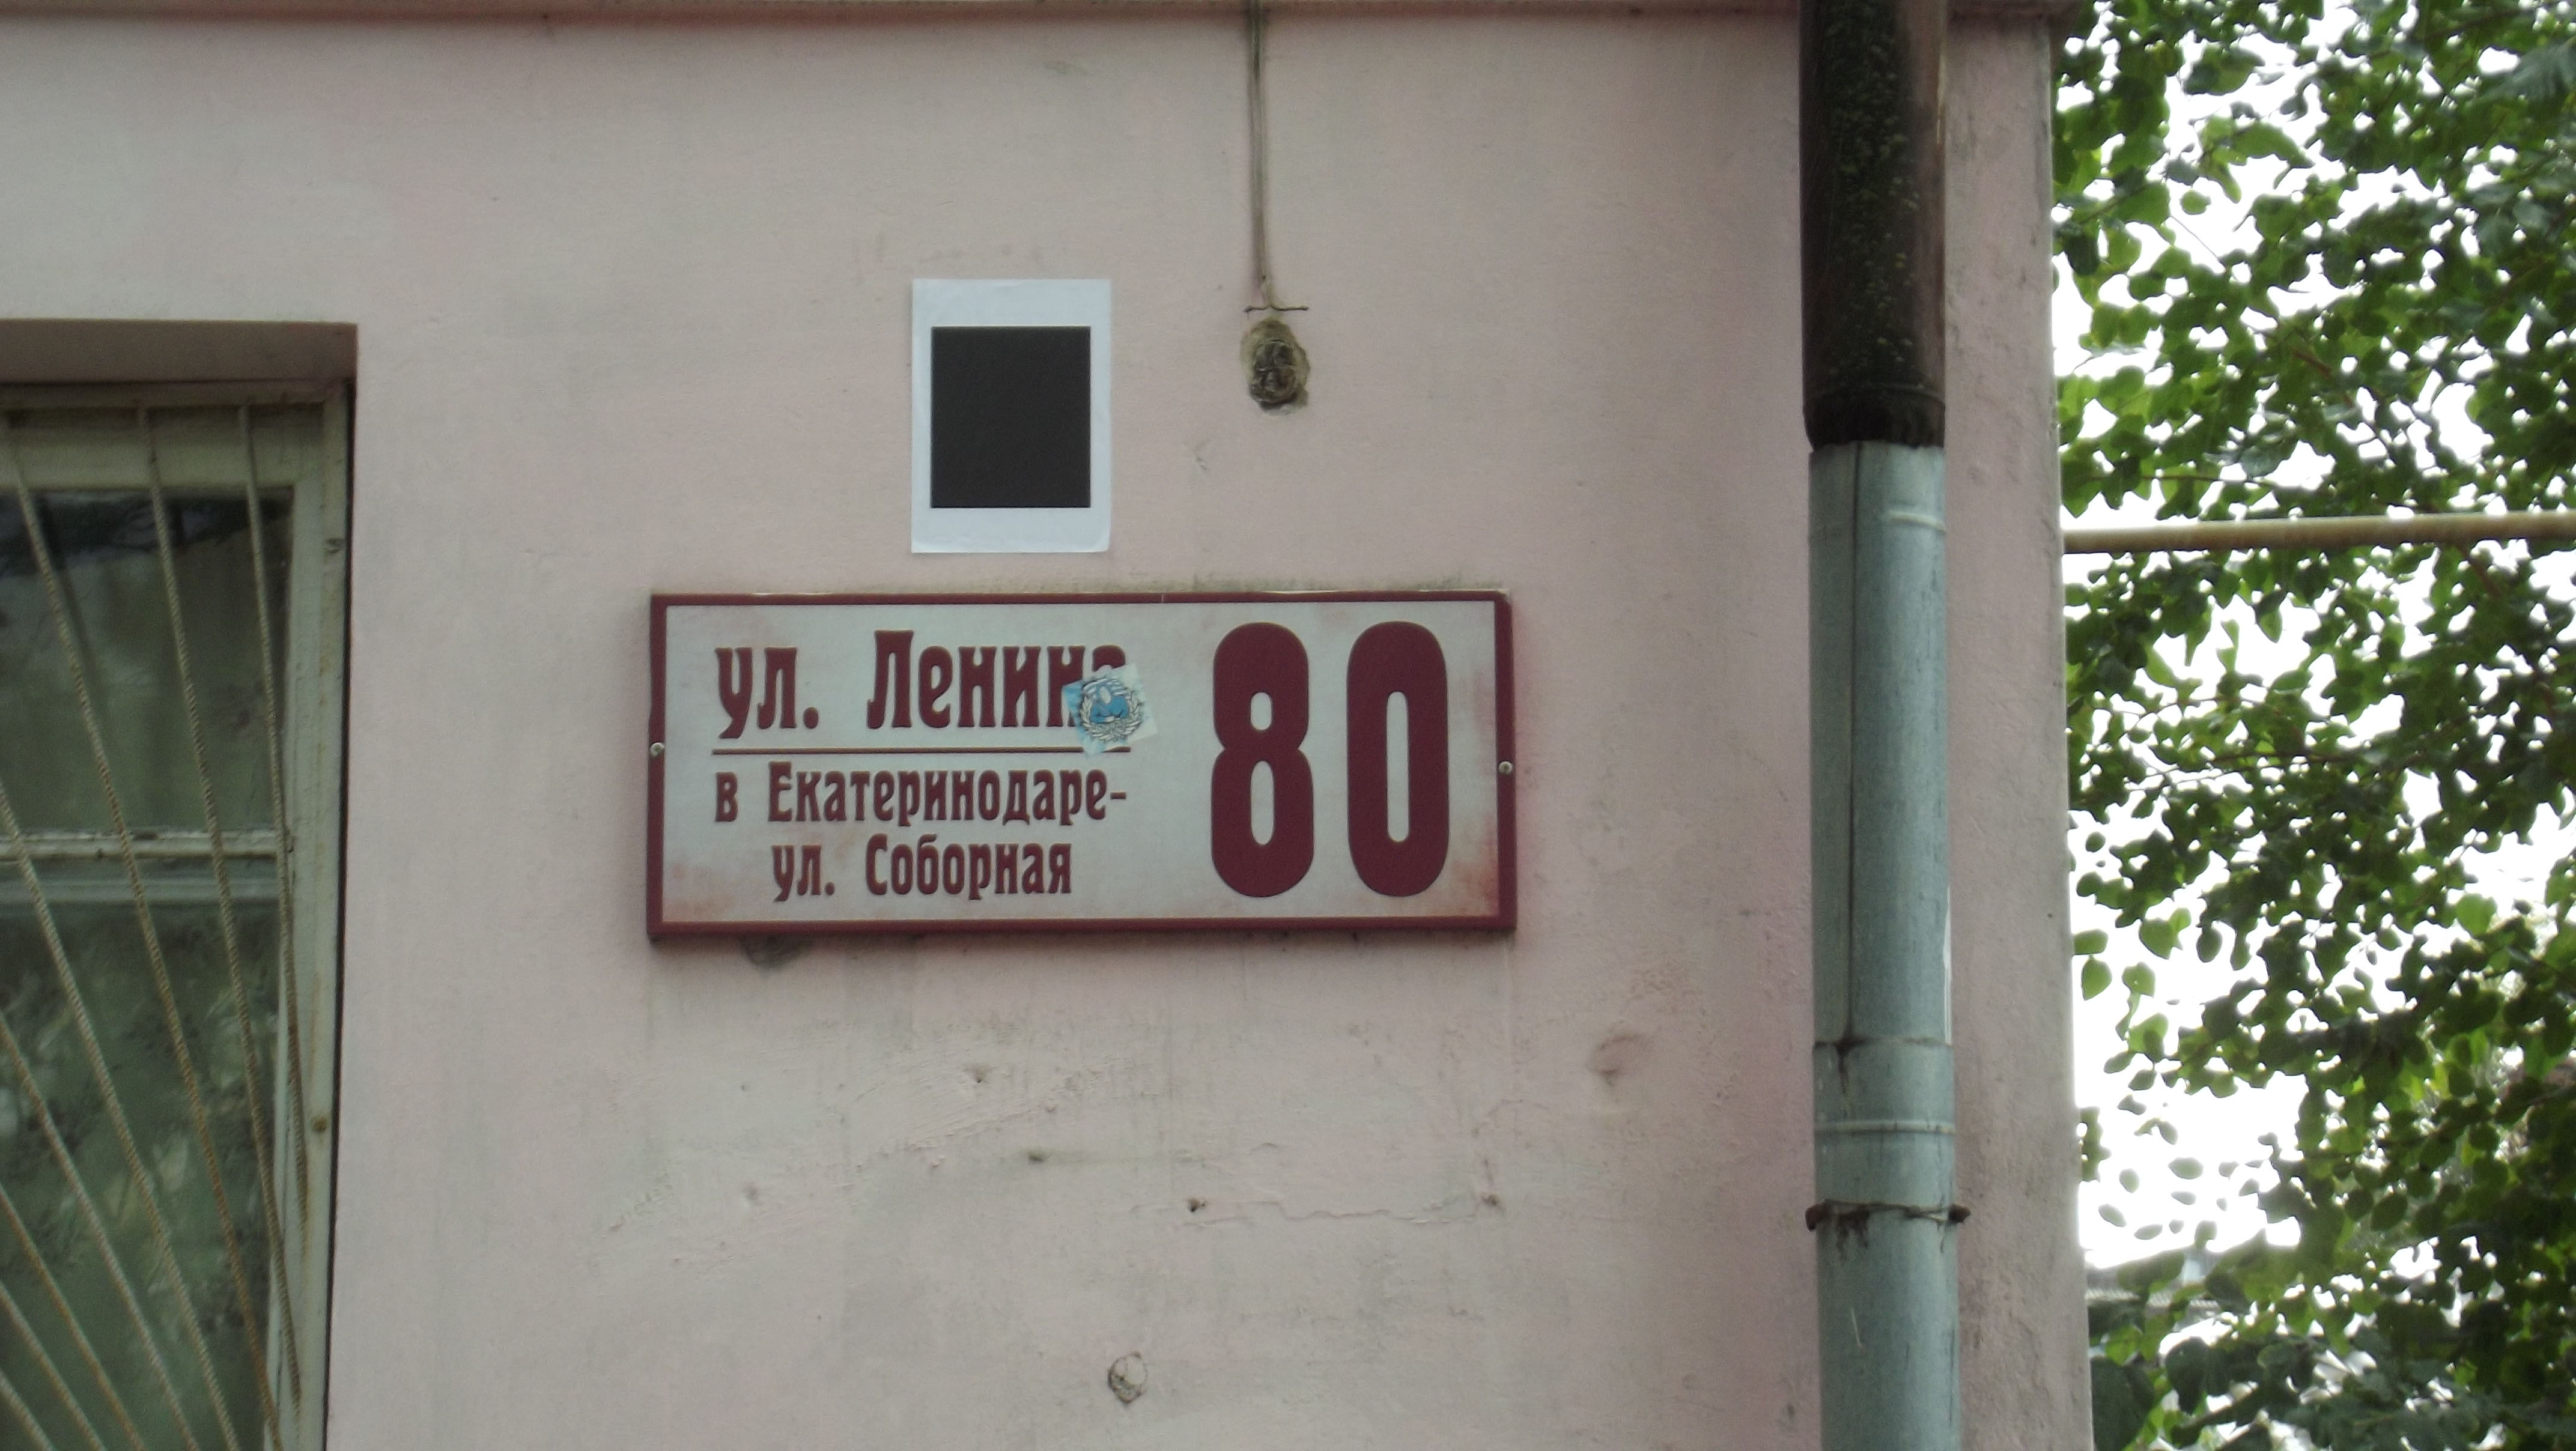 ул. Ленина
в Екатеринодаре-
ул. Соборная
80